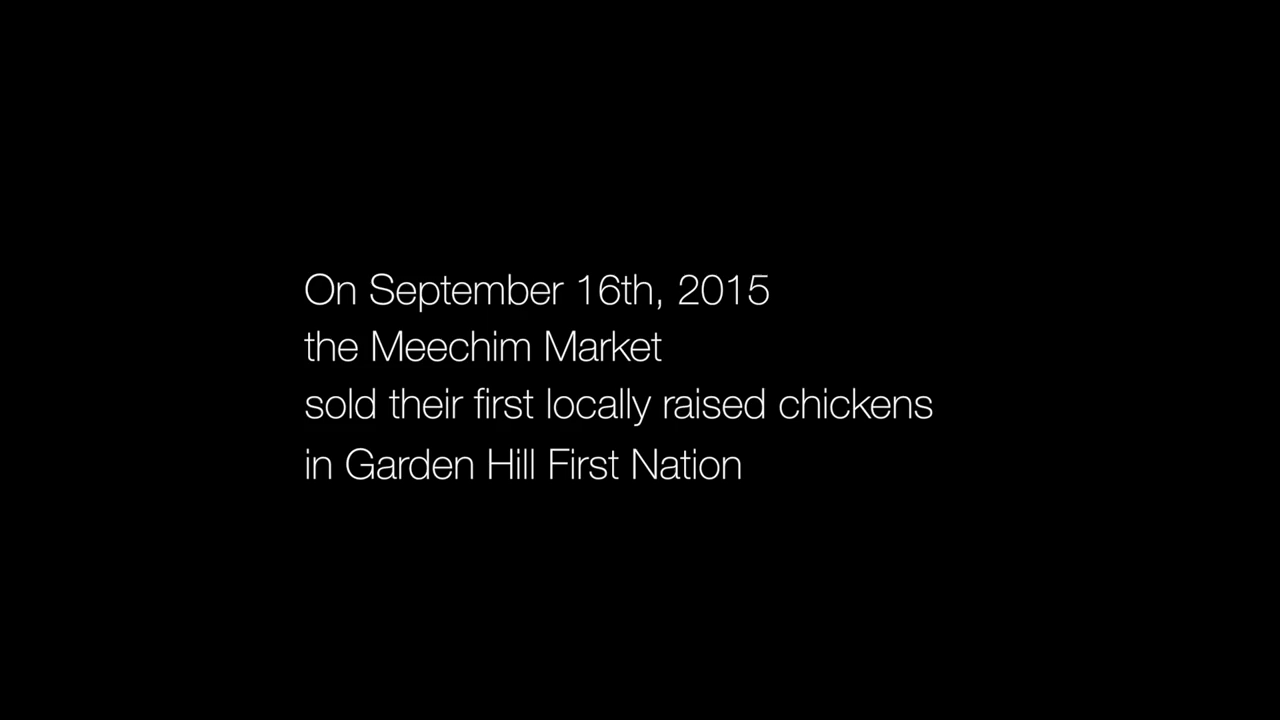 On September 16th, 2015
the Meechim Market
sold their first locally raised chickens
in Garden Hill First Nation